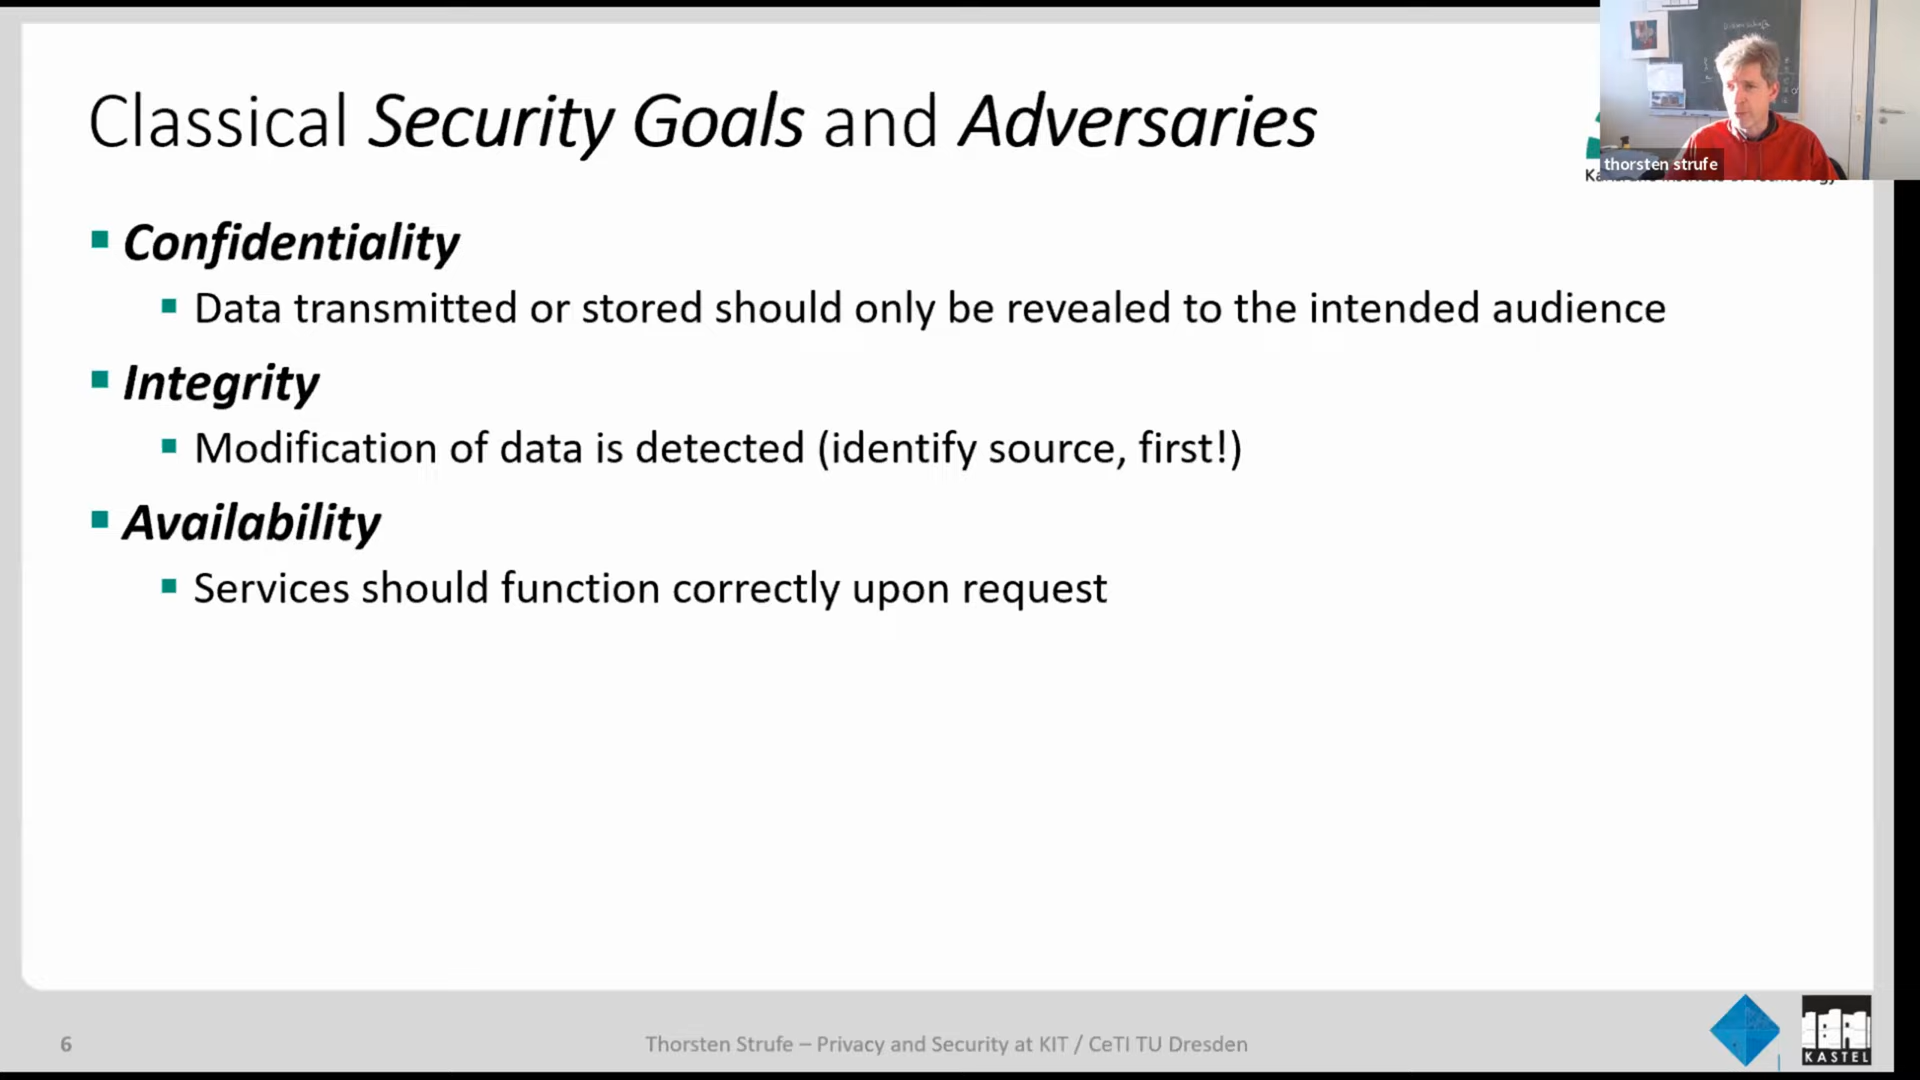 Classical Security Goals and Adversaries
thorsten strufe
Confidentiality
Data transmitted or stored should only be revealed to the intended audience
Integrity
Modification of data is detected (identify source, first!)
Availability
Services should function correctly upon request
6
Thorsten Strufe – Privacy and Security at KIT / CeTI TU Dresden
KASTEL